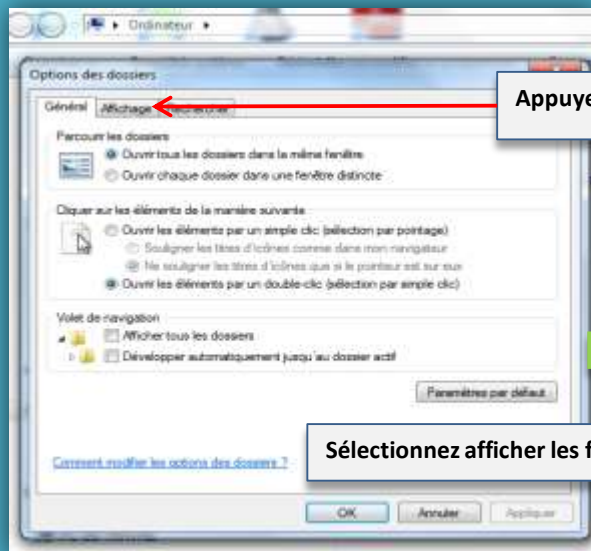 Ordinateur
Options des dossiers
Général Affichage Rechercher
Appuye
Parcourir les dossiers
Ouvrir tous les dossiers dans la même fenêtre
Ouvrir chaque dossier dans une fenêtre distincte
Cliquer sur les éléments de la manière suivante
Ouvrir les éléments par un simple clic (sélection par pointage)
Souligner les titres d'icônes comme dans mon navigateur
Ne souligner les titres d'icônes que si le pointeur est sur eux
Ouvrir les éléments par un double-clic (sélection par simple clic)
Volet de navigation
Afficher tous les dossiers
Développer automatiquement jusqu'au dossier actif
Paramètres par défaut
Sélectionnez afficher les f
Comment modifier les options des dossiers ?
OK Annuler Appliquer